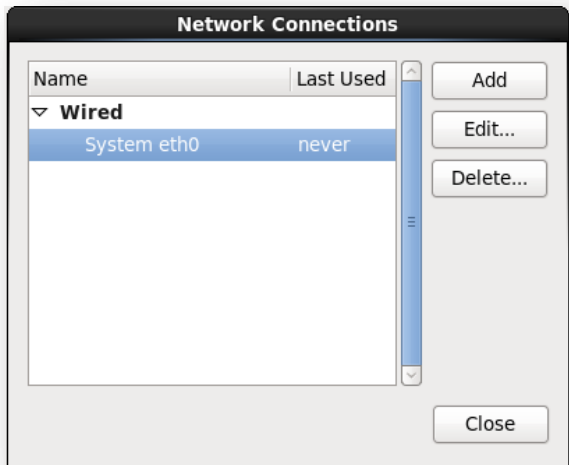 Network Connections
Name Last Used Add
Wired
Edit...
System eth0 never
Delete...
Close